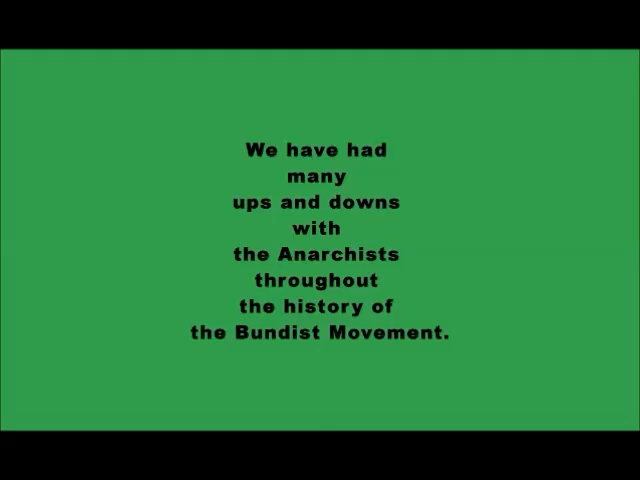 We have had
many
ups and downs
with
the Anarchists
throughout
the history of
the Bundist Movement.